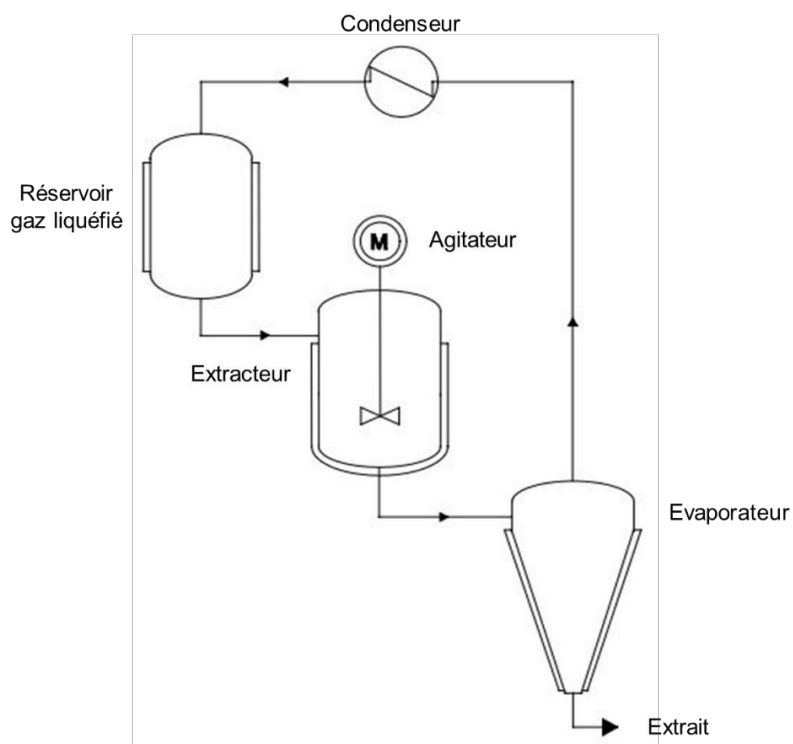 Condenseur
Réservoir
gaz liquéfié
M
Agitateur
Extracteur
Evaporateur
Extrait